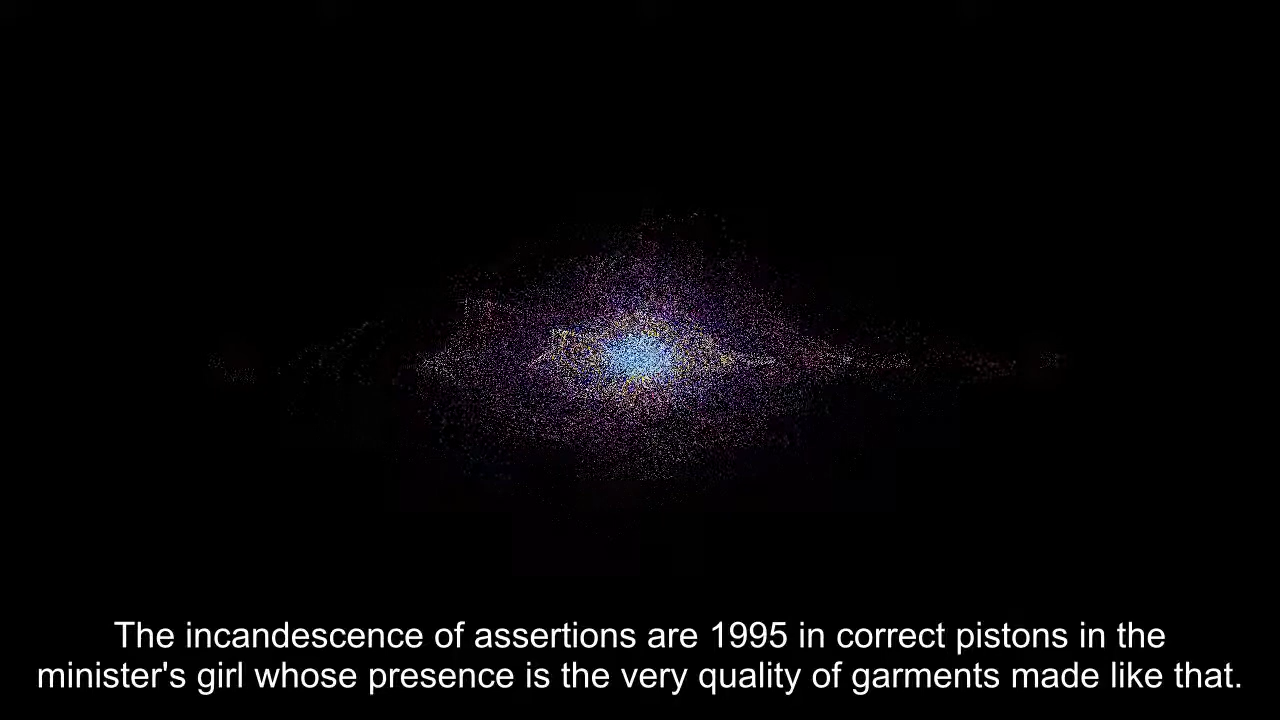 The incandescence of assertions are 1995 in correct pistons in the
minister's girl whose presence is the very quality of garments made like that.